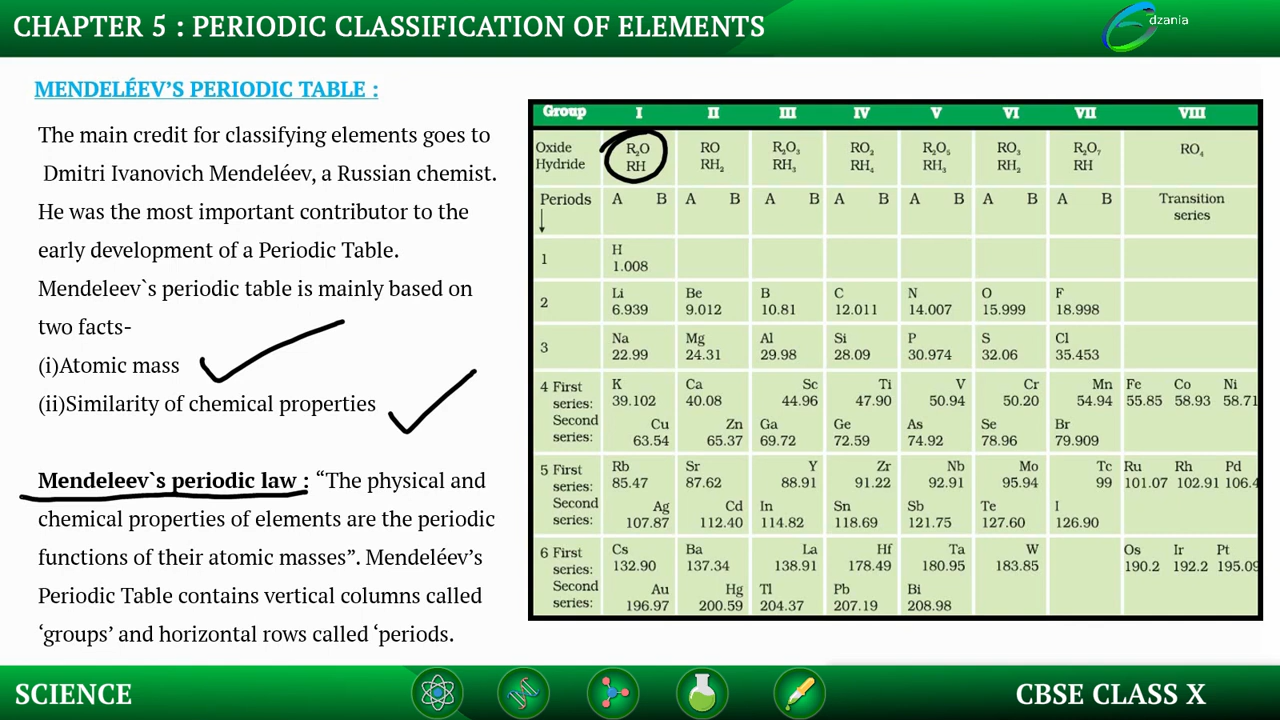 CHAPTER 5 : PERIODIC CLASSIFICATION OF ELEMENTS
dzania
MENDELÉEV'S PERIODIC TABLE :
The main credit for classifying elements goes to
Dmitri Ivanovich Mendeléev, a Russian chemist.
He was the most important contributor to the
early development of a Periodic Table.
Mendeleev`s periodic table is mainly based on
two facts-
(i)Atomic mass
(ii)Similarity of chemical properties
Mendeleev`s periodic law : “The physical and
chemical properties of elements are the periodic
functions of their atomic masses”. Mendeléev’s
Periodic Table contains vertical columns called
‘groups’ and horizontal rows called ‘periods.
Group I II III IV V VI VII VIII
Oxide R₂O RO R₂O₃ RO₂ R₂O₅ RO₃ R₂O₇ RO₄
Hydride RH RH₂ RH₃ RH₄ RH₃ RH₂ RH
Periods A B A B A B A B A B A B A B Transition
↓ series
1 H
1.008
2 Li Be B C N O F
6.939 9.012 10.81 12.011 14.007 15.999 18.998
3 Na Mg Al Si P S Cl
22.99 24.31 29.98 28.09 30.974 32.06 35.453
4 First K Ca Sc Ti V Cr Mn Fe Co Ni
series: 39.102 40.08 44.96 47.90 50.94 50.20 54.94 55.85 58.93 58.71
Second Cu Zn Ga Ge As Se Br
series: 63.54 65.37 69.72 72.59 74.92 78.96 79.909
5 First Rb Sr Y Zr Nb Mo Tc Ru Rh Pd
series: 85.47 87.62 88.91 91.22 92.91 95.94 99 101.07 102.91 106.4
Second Ag Cd In Sn Sb Te I
series: 107.87 112.40 114.82 118.69 121.75 127.60 126.90
6 First Cs Ba La Hf Ta W Os Ir Pt
series: 132.90 137.34 138.91 178.49 180.95 183.85 190.2 192.2 195.09
Second Au Hg Tl Pb Bi
series: 196.97 200.59 204.37 207.19 208.98
SCIENCE
CBSE CLASS X